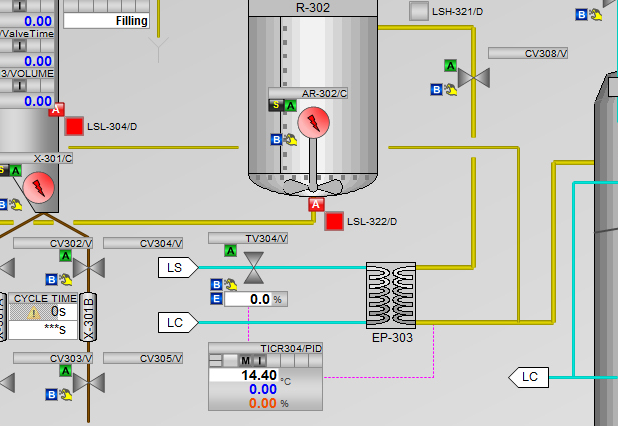 R-302
I
LSH-321/D
0.00
Filling
B
/ValveTime
I
0.00
CV308/V
3/VOLUME
A
I
AR-302/C
B
0.00
S A
A
LSL-304/D
B
X-301/C
S A
A
B
LSL-322/D
TV304/V
CV302/V
CV304/V
A
A
LS
B
B
E
0.0 %
CYCLE TIME
0s
***s
X-301B
LC
EP-303
TICR304/PID
CV303/V
CV305/V
M I
A
14.40 °C
0.00
LC
B
0.00 %